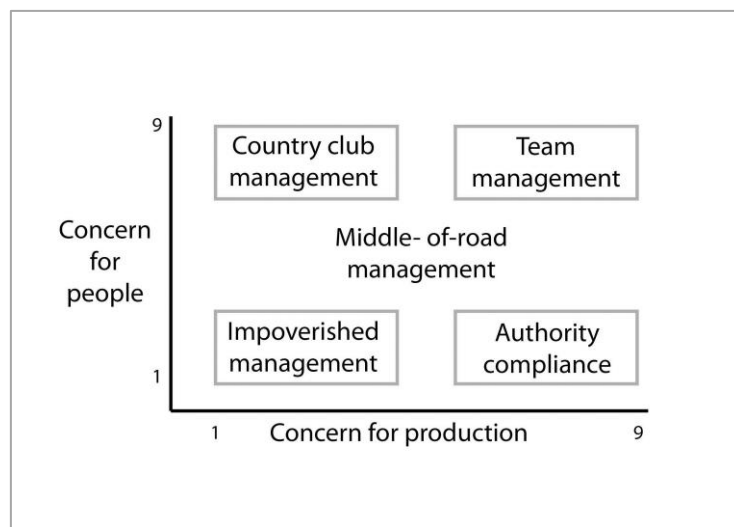 9
Country club
management
Team
management
Concern
for
people
Middle- of-road
management
Impoverished
management
Authority
compliance
1
1
Concern for production
9